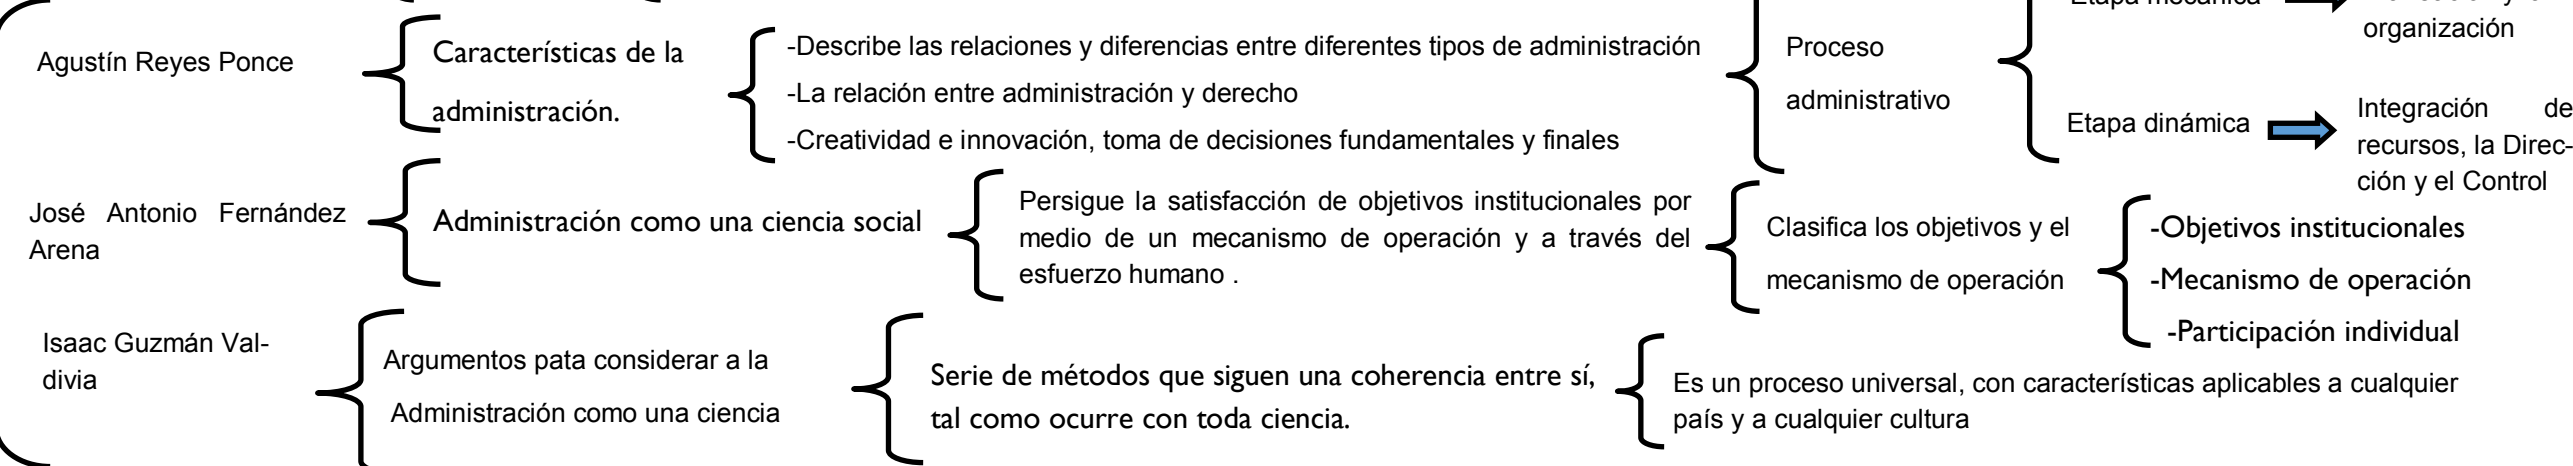 Agustín Reyes Ponce
Características de la
administración.
-Describe las relaciones y diferencias entre diferentes tipos de administración
-La relación entre administración y derecho
-Creatividad e innovación, toma de decisiones fundamentales y finales
Proceso
administrativo
organización
Etapa dinámica
Integración de
recursos, la Direc-
ción y el Control
José Antonio Fernández
Arena
Administración como una ciencia social
Persigue la satisfacción de objetivos institucionales por
medio de un mecanismo de operación y a través del
esfuerzo humano .
Clasifica los objetivos y el
mecanismo de operación
-Objetivos institucionales
-Mecanismo de operación
-Participación individual
Isaac Guzmán Val-
divia
Argumentos pata considerar a la
Administración como una ciencia
Serie de métodos que siguen una coherencia entre sí,
tal como ocurre con toda ciencia.
Es un proceso universal, con características aplicables a cualquier
país y a cualquier cultura